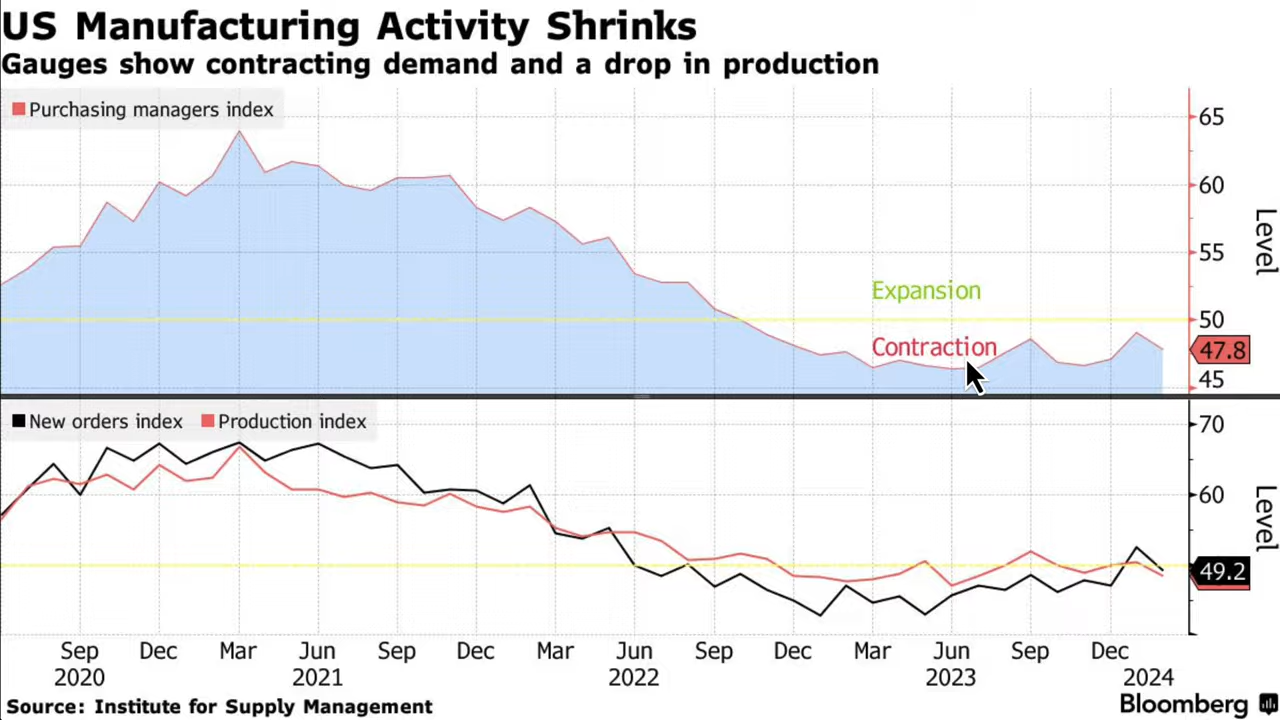 US Manufacturing Activity Shrinks
Gauges show contracting demand and a drop in production
Purchasing managers index
65
60
55
50
47.8
45
Level
Expansion
Contraction
New orders index Production index
70
60
49.2
Level
Sep Dec Mar Jun Sep Dec Mar Jun Sep Dec Mar Jun Sep Dec
2020 2021 2022 2023 2024
Source: Institute for Supply Management
Bloomberg